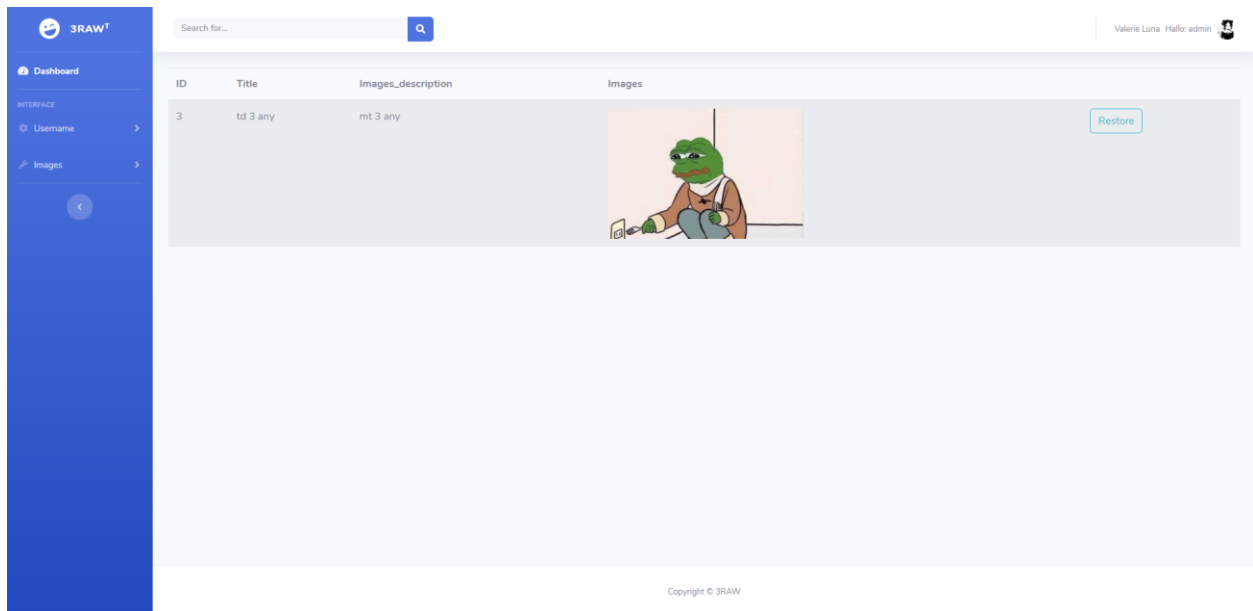 3RAWᵀ
Search for...
Valerie Luna Hallo: admin
Dashboard
INTERFACE
Username
Images
ID Title Images_description Images
3 td 3 any mt 3 any Restore
Copyright © 3RAW